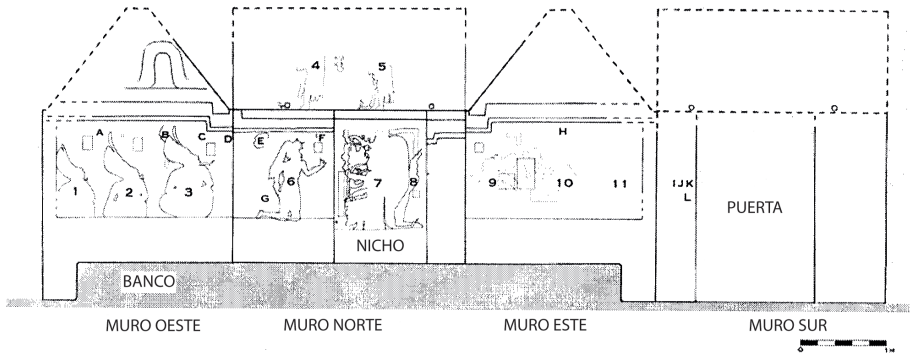 4 5
A B C D E F H
1 2 3 G 6 7 8 9 10 11 I J K
L
PUERTA
NICHO
BANCO
MURO OESTE MURO NORTE MURO ESTE MURO SUR
0 1 M